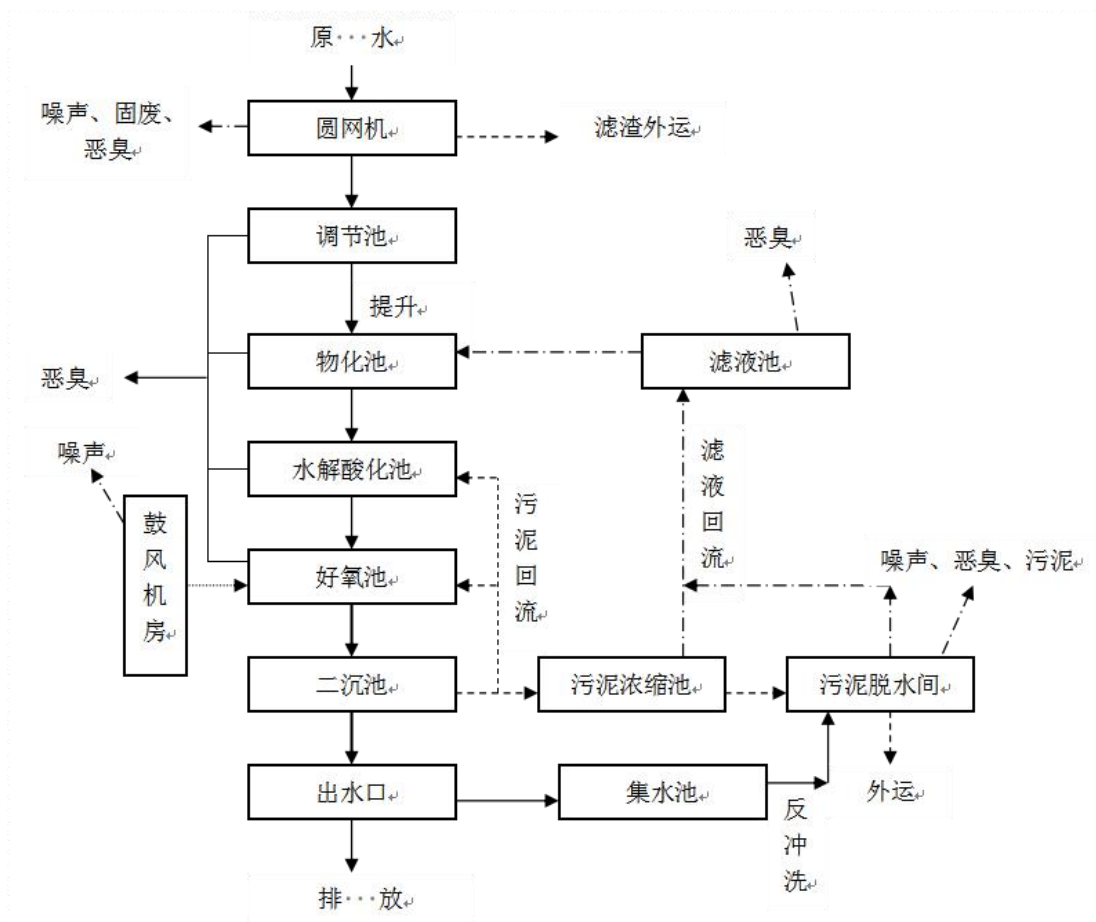 原···水
噪声、固废、
恶臭
圆网机
滤渣外运
调节池
恶臭
提升
物化池
滤液池
恶臭
噪声
水解酸化池
污泥回流
滤液回流
鼓风机房
好氧池
噪声、恶臭、污泥
二沉池
污泥浓缩池
污泥脱水间
出水口
集水池
反冲洗
外运
排···放